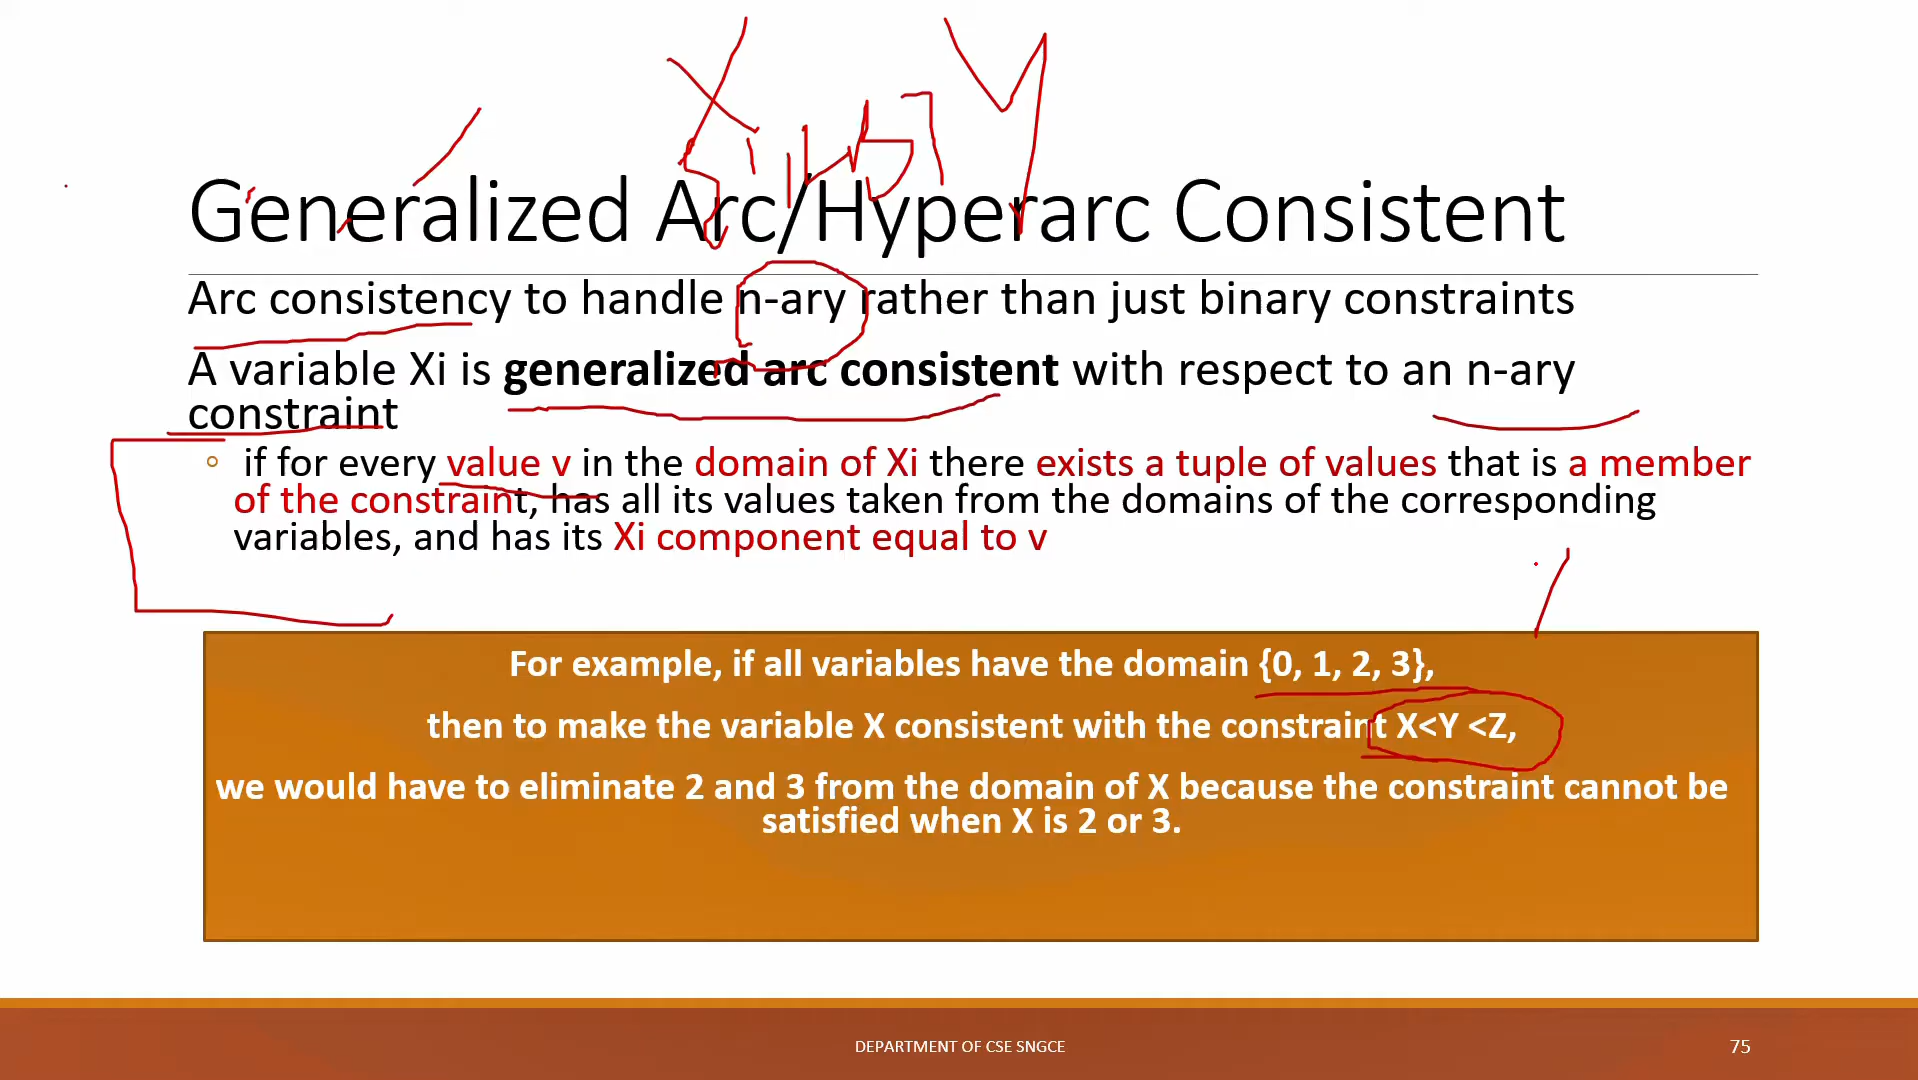 X Y
Generalized Arc/Hyperarc Consistent
Arc consistency to handle n-ary rather than just binary constraints
A variable Xi is generalized arc consistent with respect to an n-ary
constraint
if for every value v in the domain of Xi there exists a tuple of values that is a member
of the constraint, has all its values taken from the domains of the corresponding
variables, and has its Xi component equal to v
For example, if all variables have the domain {0, 1, 2, 3},
then to make the variable X consistent with the constraint X<Y <Z,
we would have to eliminate 2 and 3 from the domain of X because the constraint cannot be
satisfied when X is 2 or 3.
DEPARTMENT OF CSE SNGCE
75